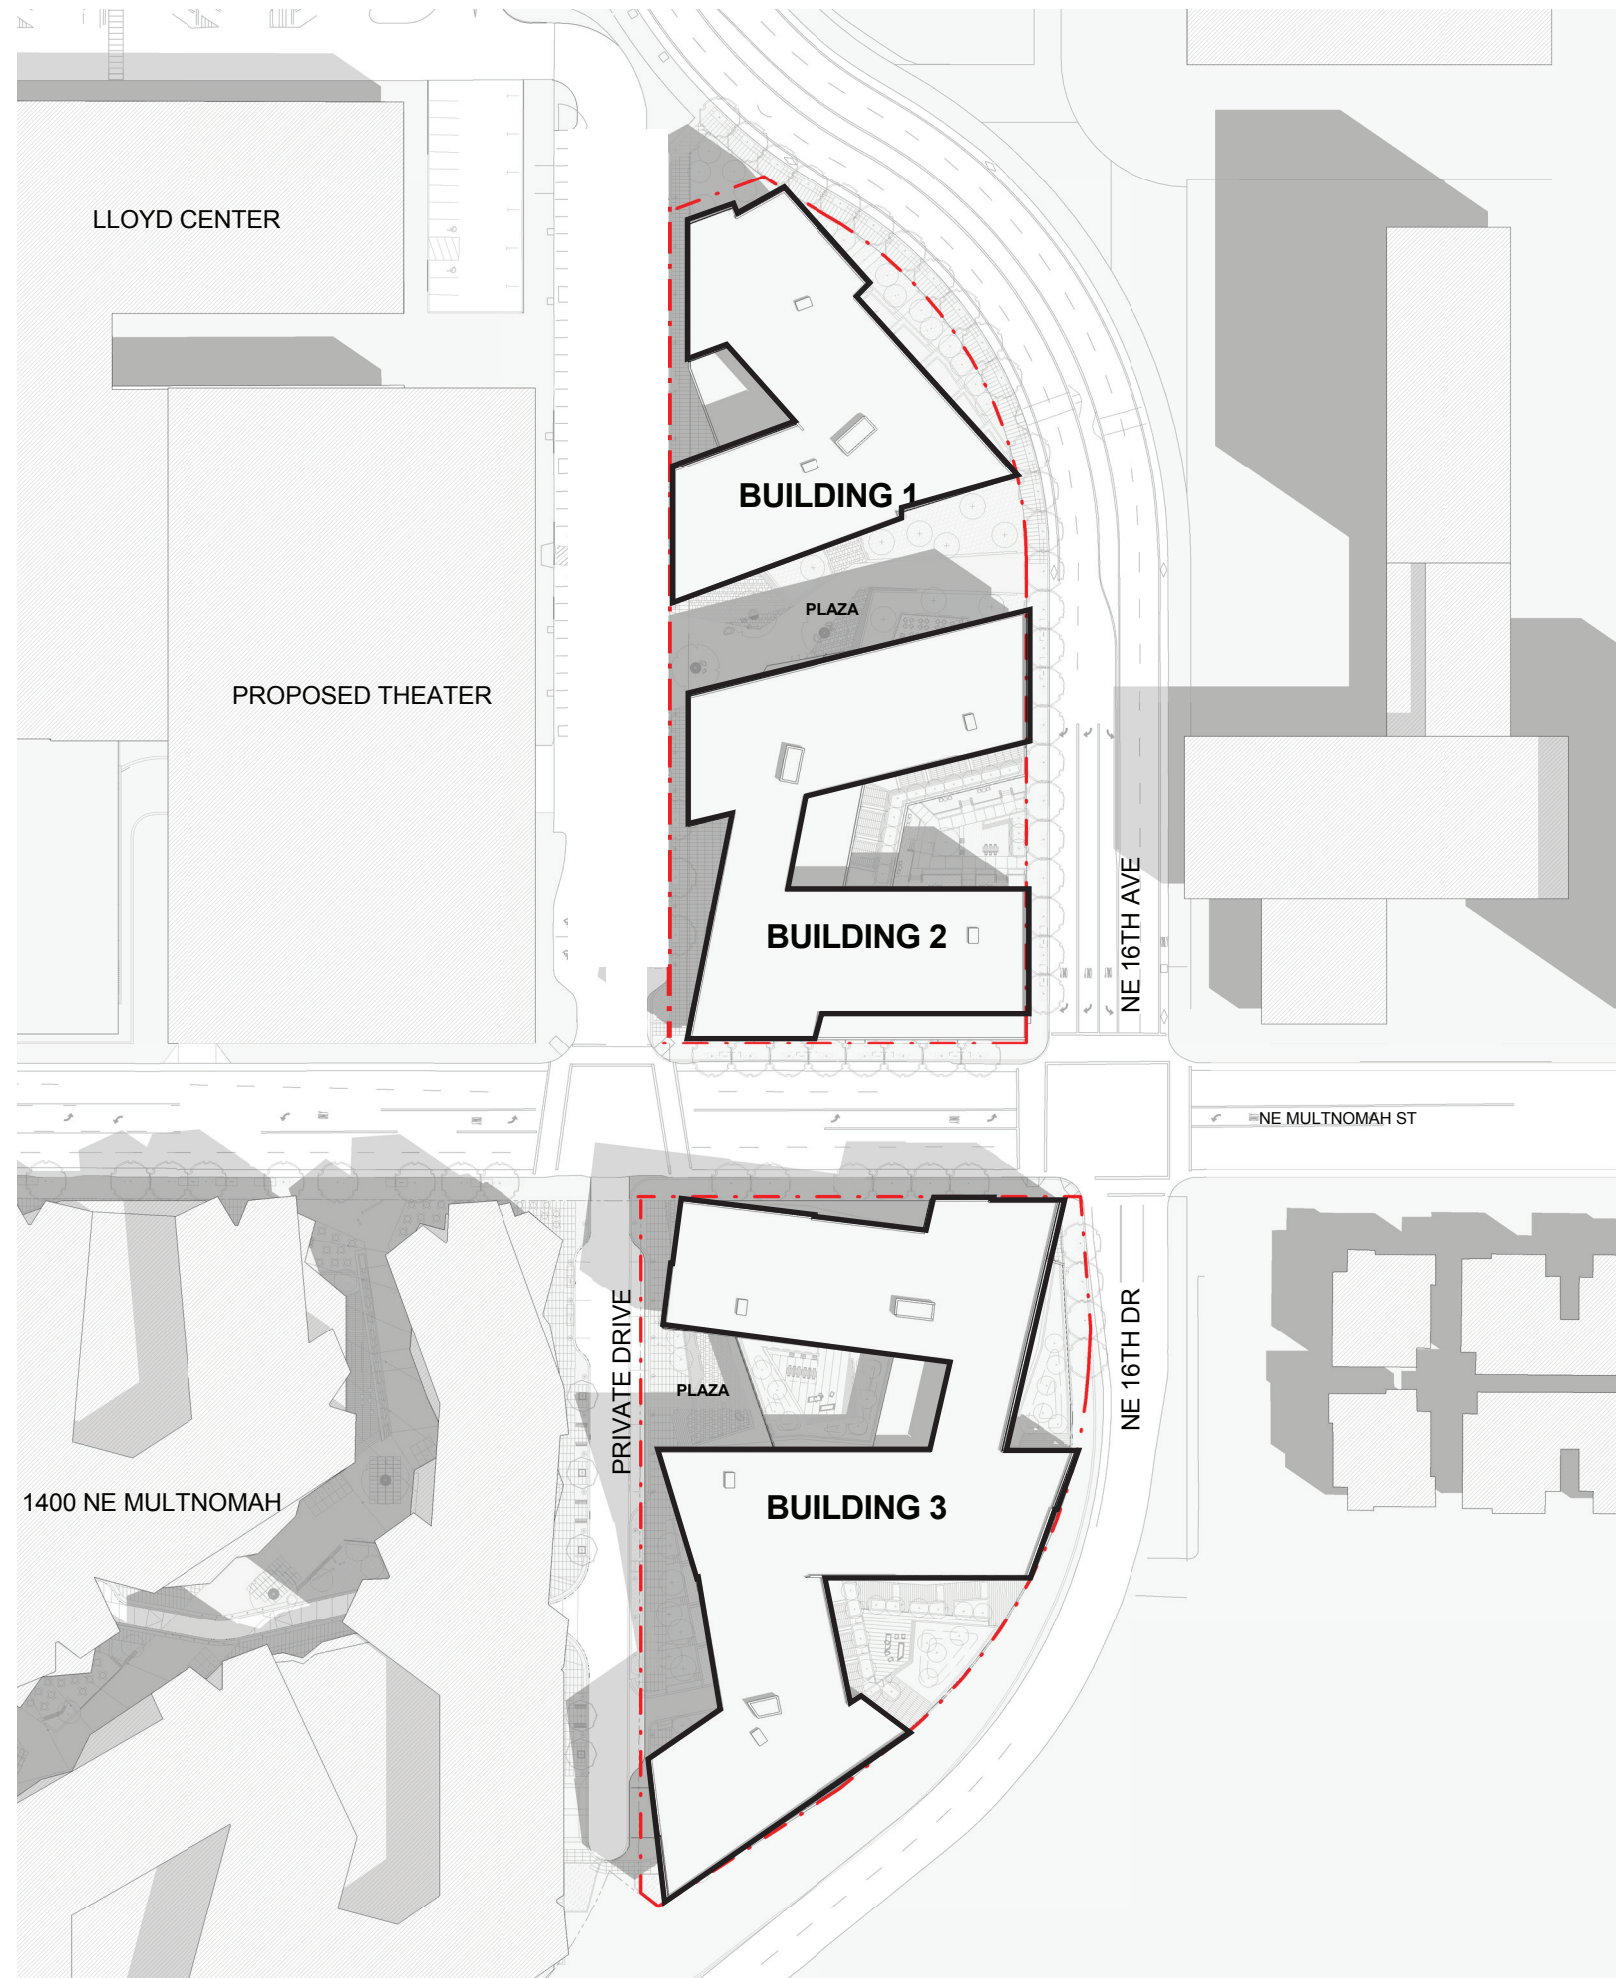 LLOYD CENTER
BUILDING 1
PLAZA
PROPOSED THEATER
BUILDING 2
NE 16TH AVE
NE MULTNOMAH ST
PRIVATE DRIVE
NE 16TH DR
PLAZA
1400 NE MULTNOMAH
BUILDING 3